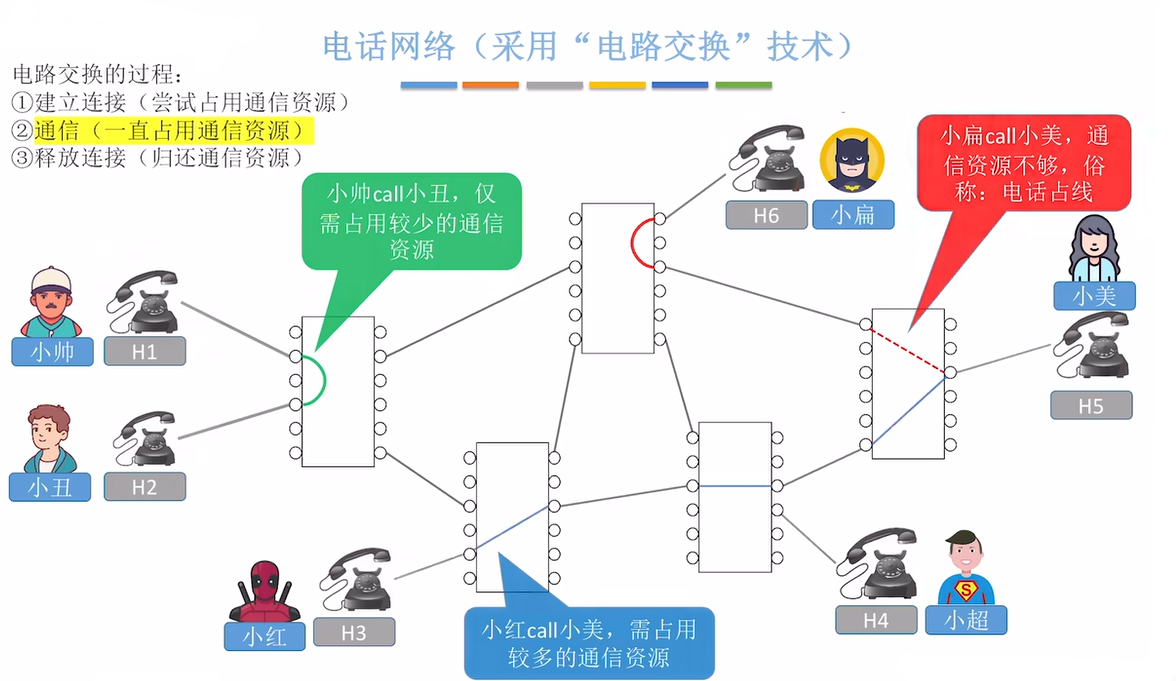 电话网络（采用“电路交换”技术）
电路交换的过程：
①建立连接（尝试占用通信资源）
②通信（一直占用通信资源）
③释放连接（归还通信资源）
小帅call小丑，仅
需占用较少的通信
资源
小扁call小美，通
信资源不够，俗
称：电话占线
H6
小扁
小美
H5
小帅
H1
小丑
H2
小红
H3
小红call小美，需占用
较多的通信资源
H4
小超
S